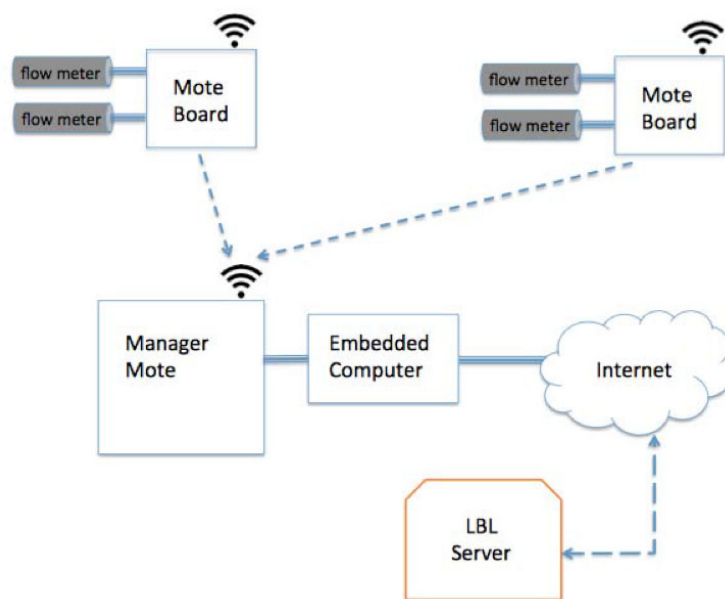 flow meter
flow meter
Mote
Board
flow meter
flow meter
Mote
Board
Manager
Mote
Embedded
Computer
Internet
LBL
Server